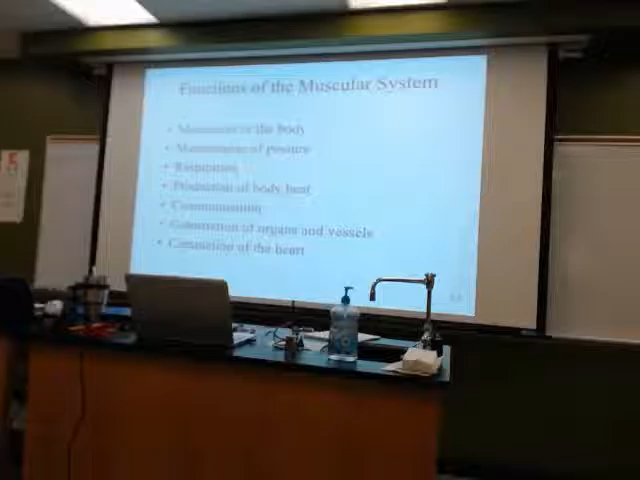 Functions of the Muscular System
• Movement of the body
• Maintenance of posture
• Respiration
• Production of body heat
• Communication
• Constriction of organs and vessels
• Contraction of the heart